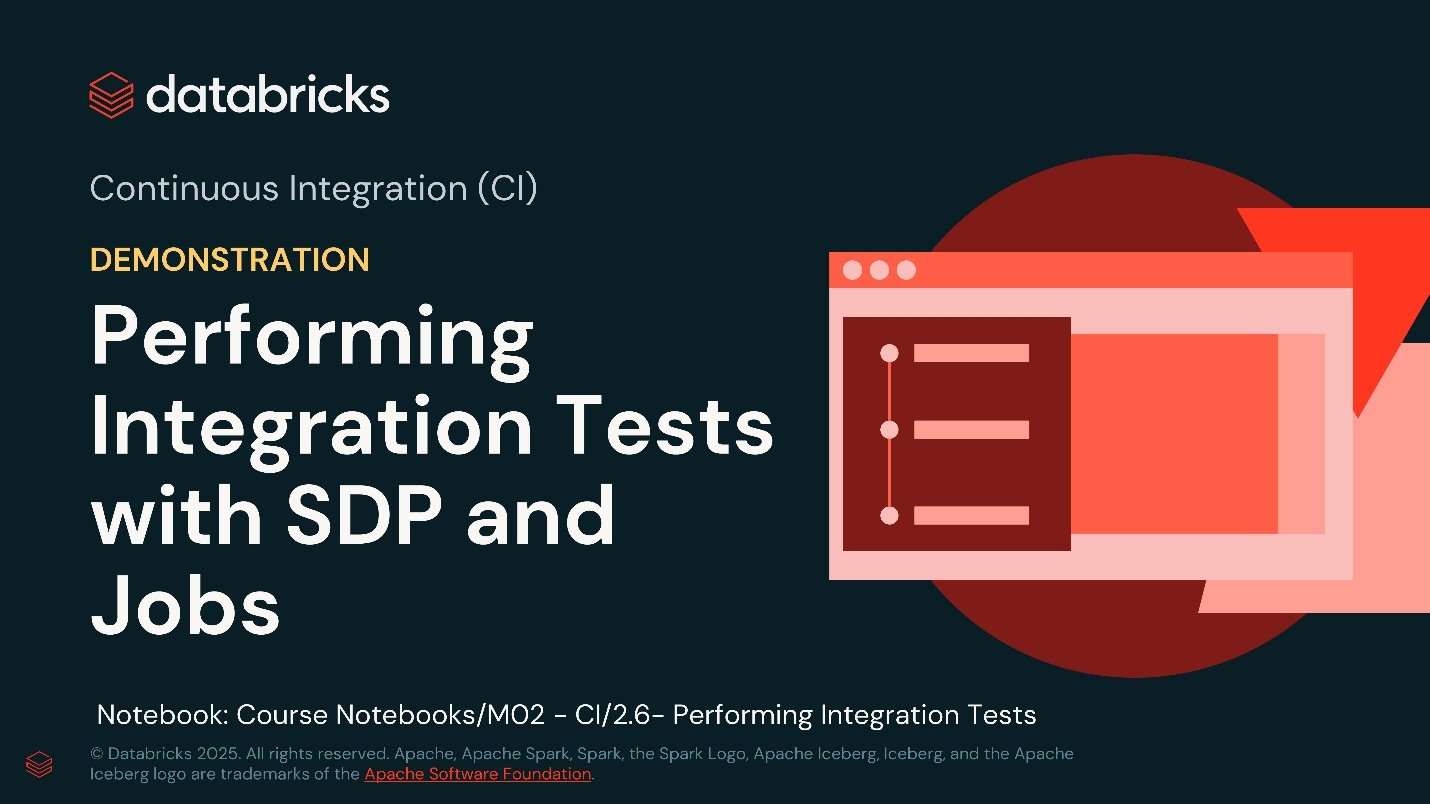 databricks
Continuous Integration (CI)
DEMONSTRATION
Performing
Integration Tests
with SDP and
Jobs
Notebook: Course Notebooks/M02 - CI/2.6- Performing Integration Tests
© Databricks 2025. All rights reserved. Apache, Apache Spark, Spark, the Spark Logo, Apache Iceberg, Iceberg, and the Apache
Iceberg logo are trademarks of the Apache Software Foundation.